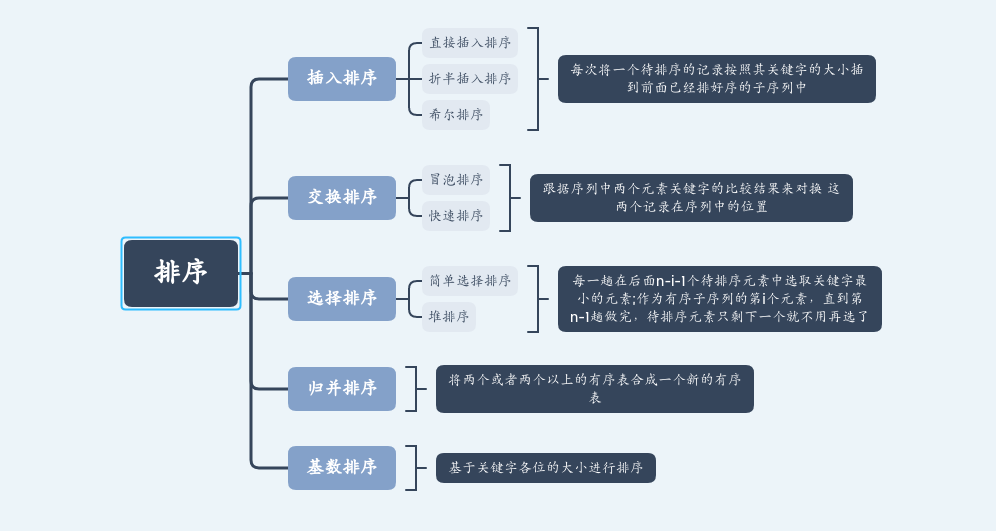 排序
插入排序
直接插入排序
折半插入排序
希尔排序
每次将一个待排序的记录按照其关键字的大小插
到前面已经排好序的子序列中
交换排序
冒泡排序
快速排序
跟据序列中两个元素关键字的比较结果来对换 这
两个记录在序列中的位置
选择排序
简单选择排序
堆排序
每一趟在后面n-i-1个待排序元素中选取关键字最
小的元素;作为有序子序列的第i个元素，直到第
n-1趟做完，待排序元素只剩下一个就不用再选了
归并排序
将两个或者两个以上的有序表合成一个新的有序
表
基数排序
基于关键字各位的大小进行排序